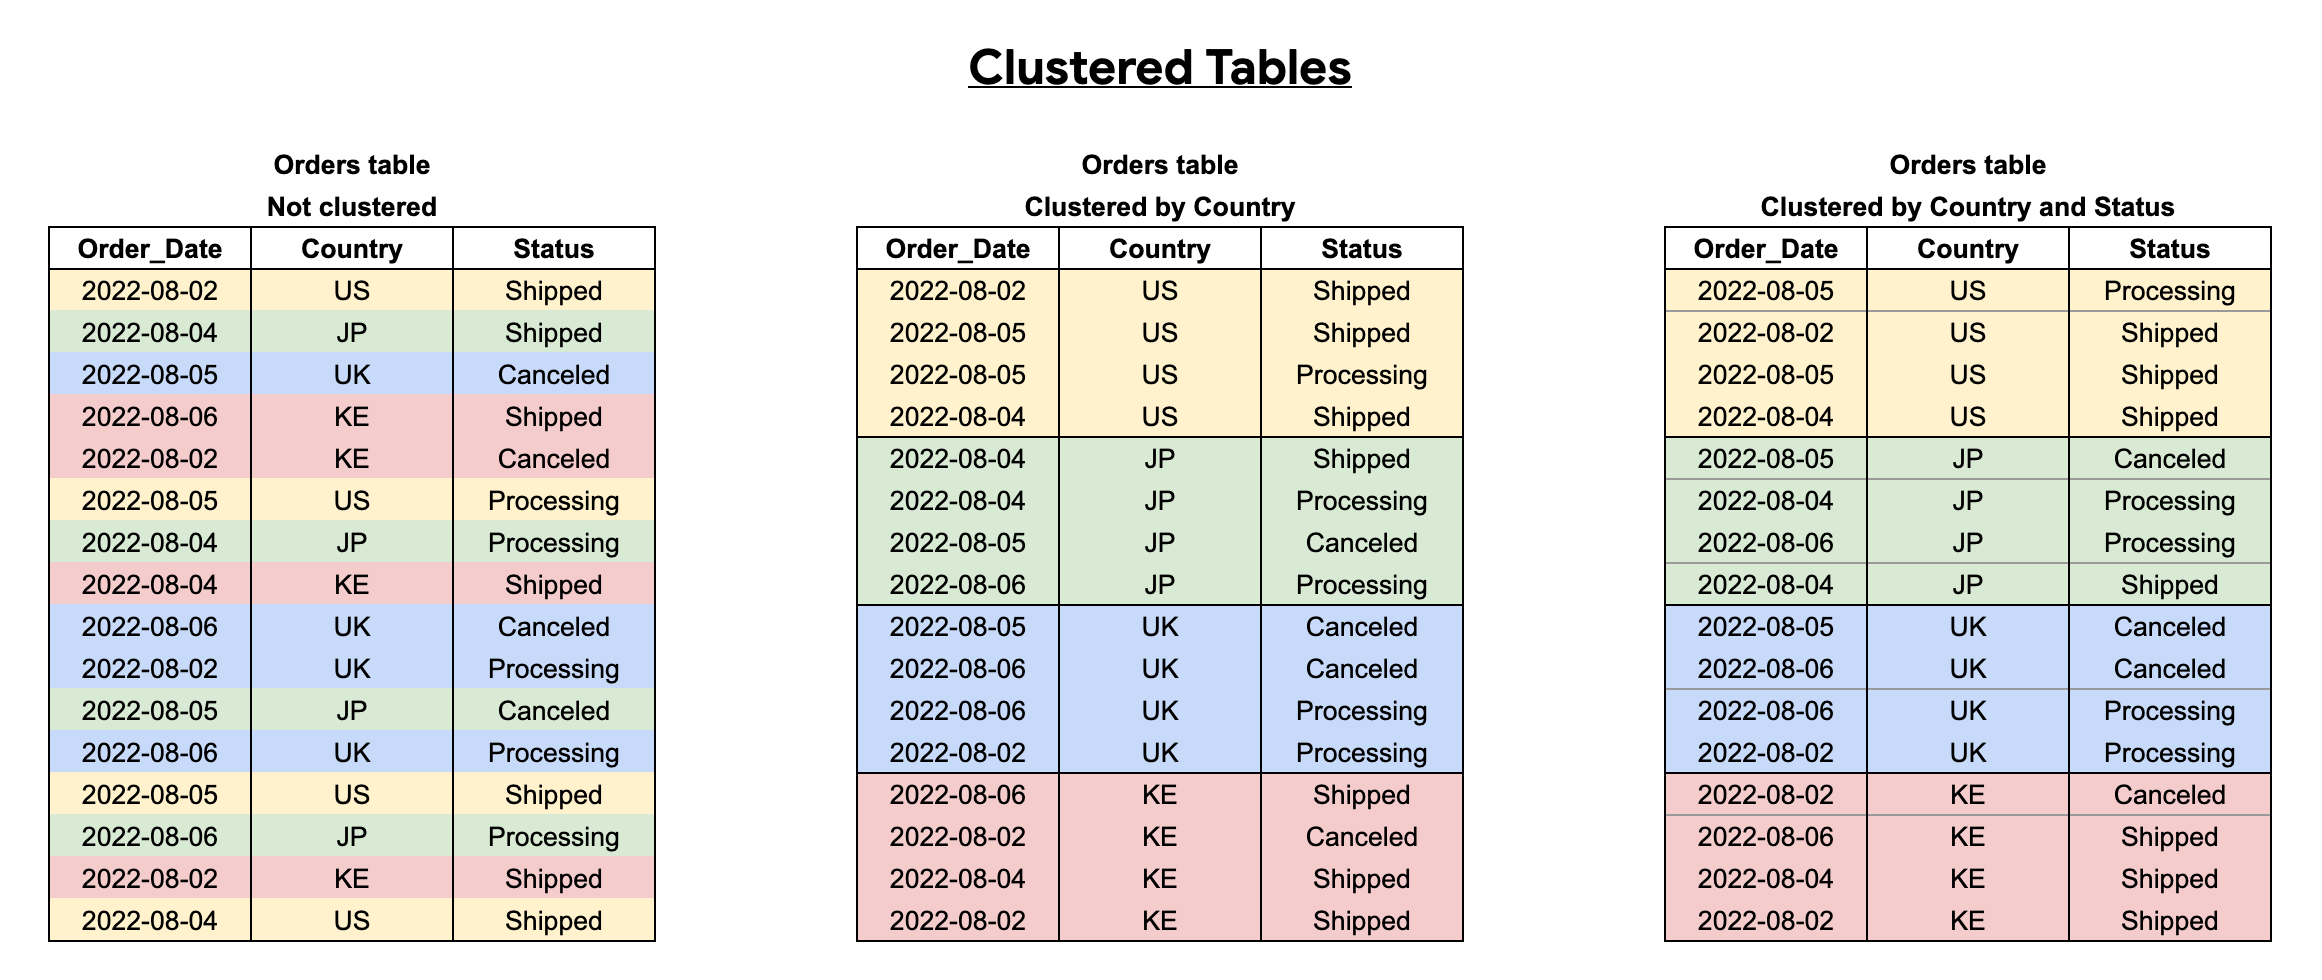 Clustered Tables
Orders table
Not clustered
Order_Date Country Status
2022-08-02 US Shipped
2022-08-04 JP Shipped
2022-08-05 UK Canceled
2022-08-06 KE Shipped
2022-08-02 KE Canceled
2022-08-05 US Processing
2022-08-04 JP Processing
2022-08-04 KE Shipped
2022-08-06 UK Canceled
2022-08-02 UK Processing
2022-08-05 JP Canceled
2022-08-06 UK Processing
2022-08-05 US Shipped
2022-08-06 JP Processing
2022-08-02 KE Shipped
2022-08-04 US Shipped
Orders table
Clustered by Country
Order_Date Country Status
2022-08-02 US Shipped
2022-08-05 US Shipped
2022-08-05 US Processing
2022-08-04 US Shipped
2022-08-04 JP Shipped
2022-08-04 JP Processing
2022-08-05 JP Canceled
2022-08-06 JP Processing
2022-08-05 UK Canceled
2022-08-06 UK Canceled
2022-08-06 UK Processing
2022-08-02 UK Processing
2022-08-06 KE Shipped
2022-08-02 KE Canceled
2022-08-04 KE Shipped
2022-08-02 KE Shipped
Orders table
Clustered by Country and Status
Order_Date Country Status
2022-08-05 US Processing
2022-08-02 US Shipped
2022-08-05 US Shipped
2022-08-04 US Shipped
2022-08-05 JP Canceled
2022-08-04 JP Processing
2022-08-06 JP Processing
2022-08-04 JP Shipped
2022-08-05 UK Canceled
2022-08-06 UK Canceled
2022-08-06 UK Processing
2022-08-02 UK Processing
2022-08-02 KE Canceled
2022-08-06 KE Shipped
2022-08-04 KE Shipped
2022-08-02 KE Shipped